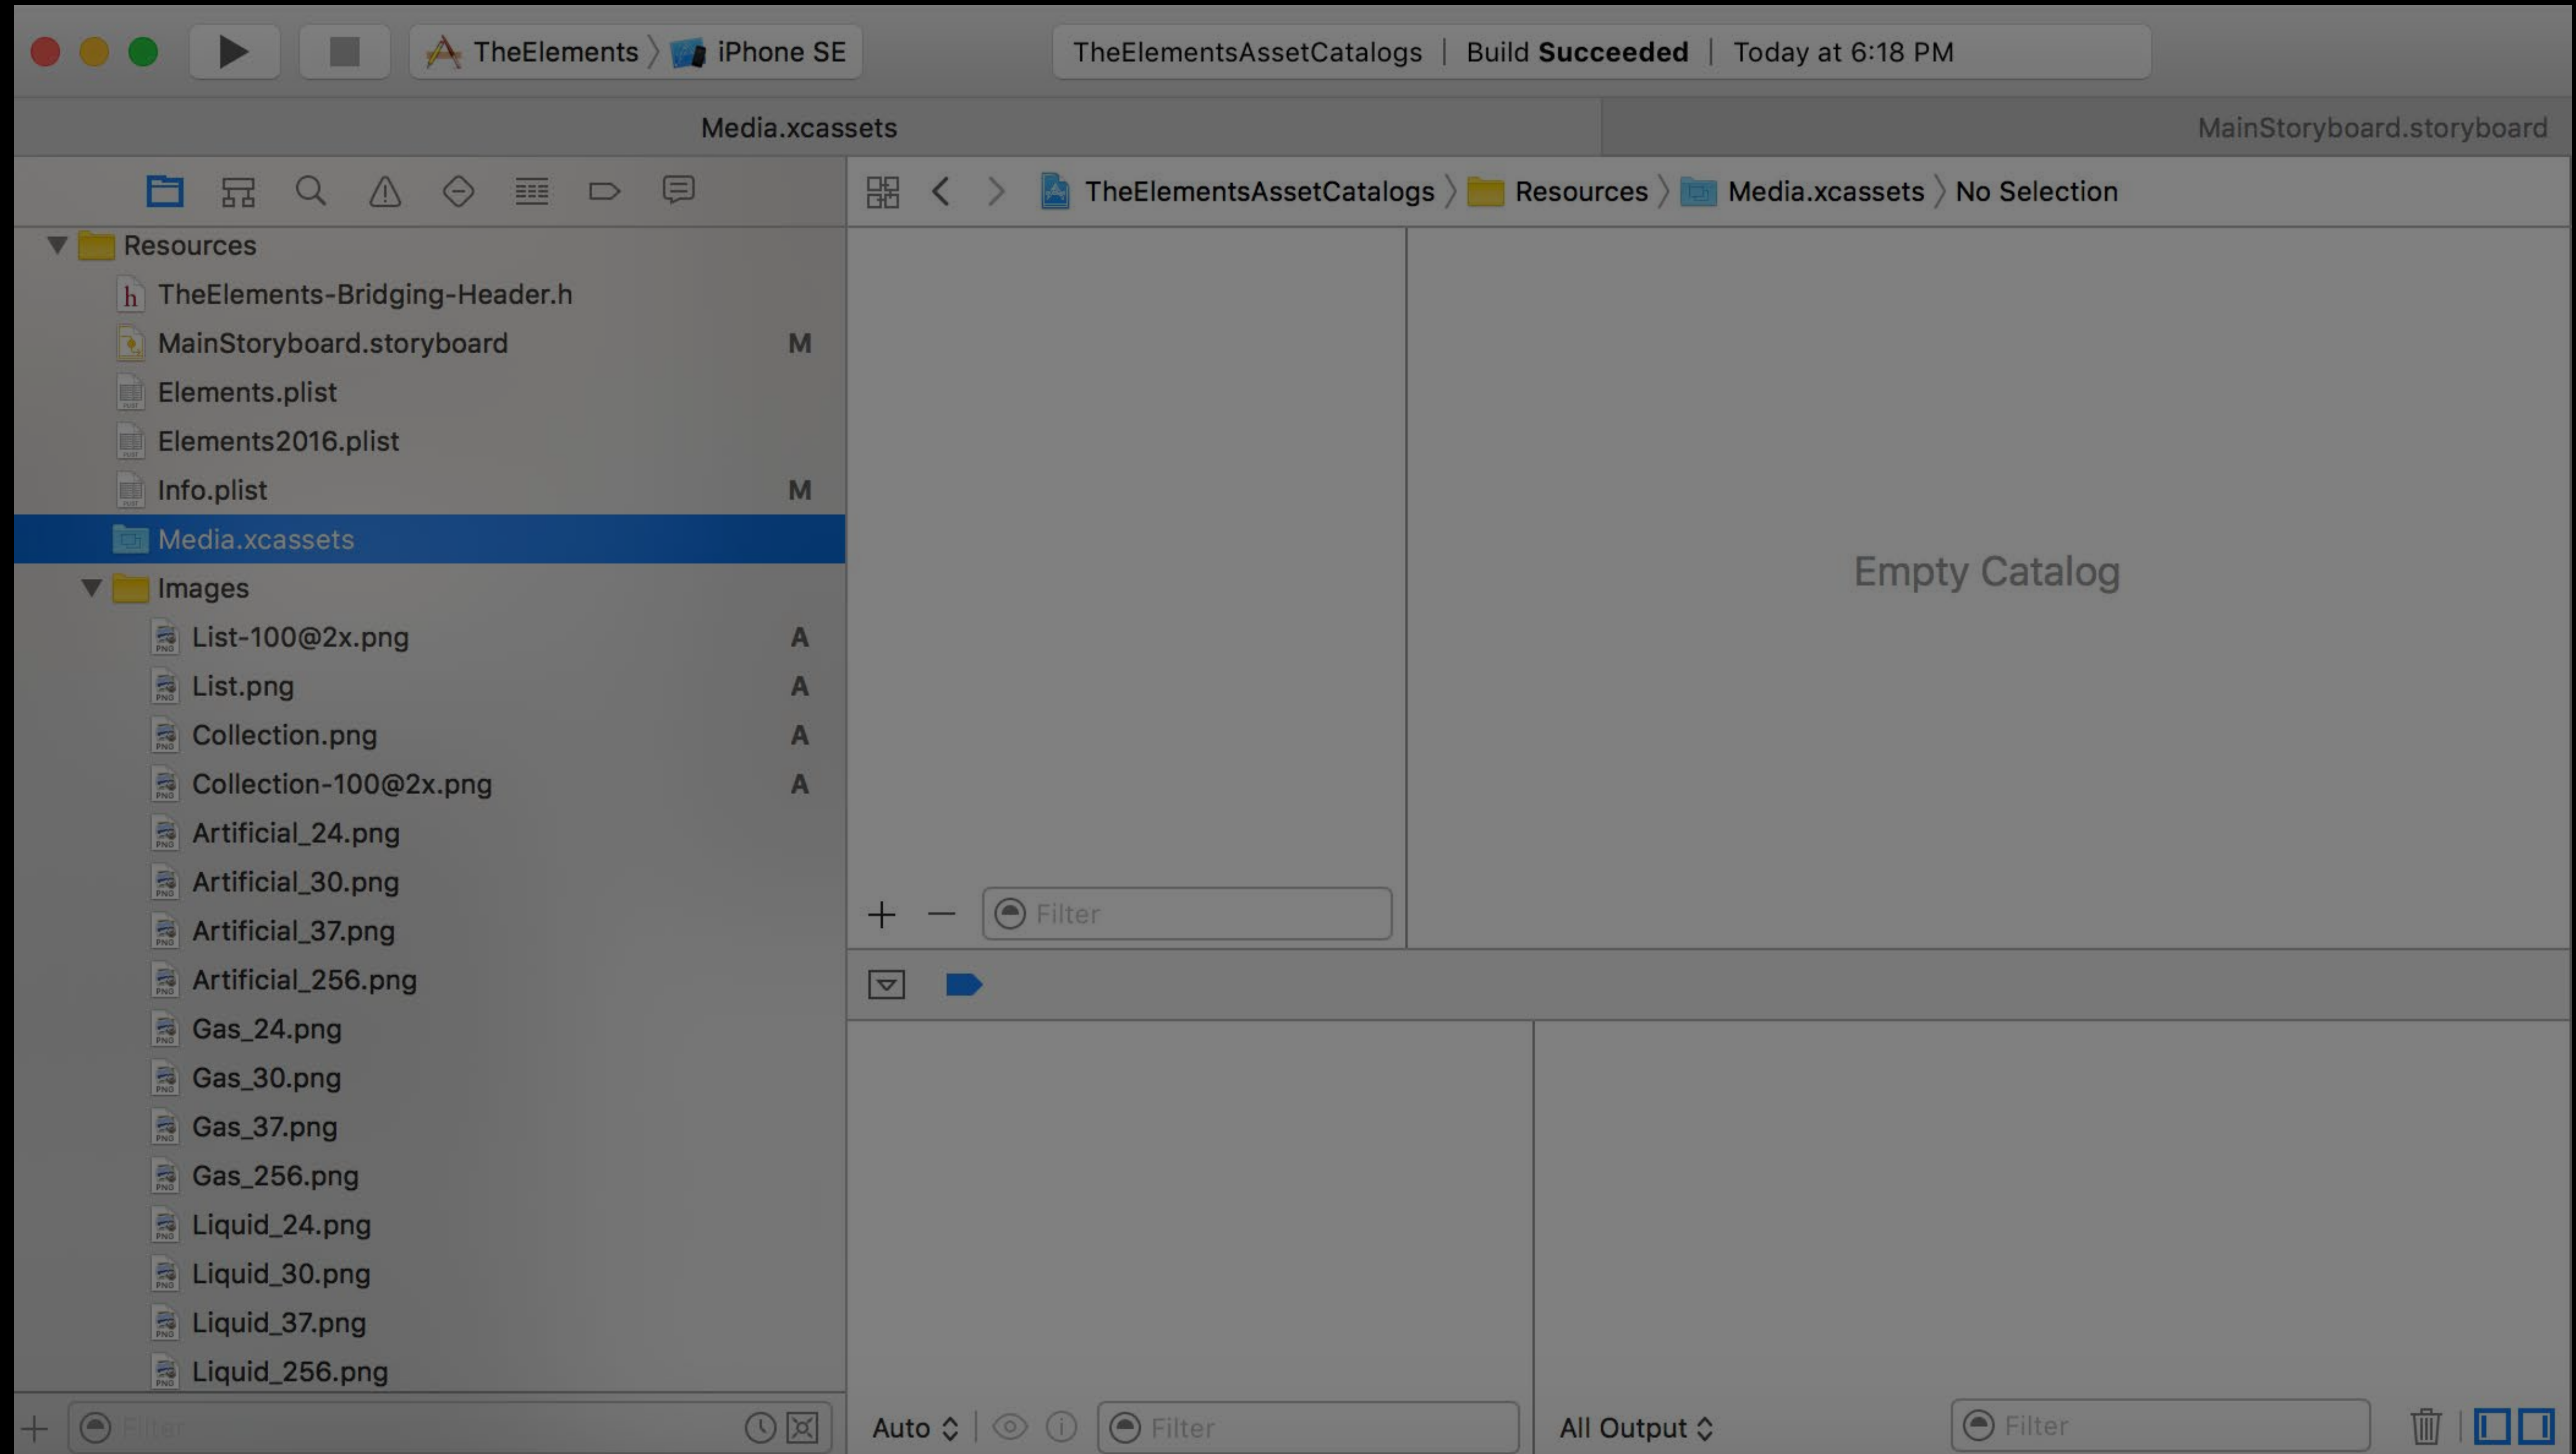 TheElements 〉 iPhone SE
TheElementsAssetCatalogs | Build Succeeded | Today at 6:18 PM
Media.xcassets
MainStoryboard.storyboard
TheElementsAssetCatalogs 〉 Resources 〉 Media.xcassets 〉 No Selection
Resources
h TheElements-Bridging-Header.h
MainStoryboard.storyboard M
Elements.plist
Elements2016.plist
Info.plist M
Media.xcassets
Images
List-100@2x.png A
List.png A
Collection.png A
Collection-100@2x.png A
Artificial_24.png
Artificial_30.png
Artificial_37.png
Artificial_256.png
Gas_24.png
Gas_30.png
Gas_37.png
Gas_256.png
Liquid_24.png
Liquid_30.png
Liquid_37.png
Liquid_256.png
Filter
Empty Catalog
Filter
Auto
Filter
All Output
Filter